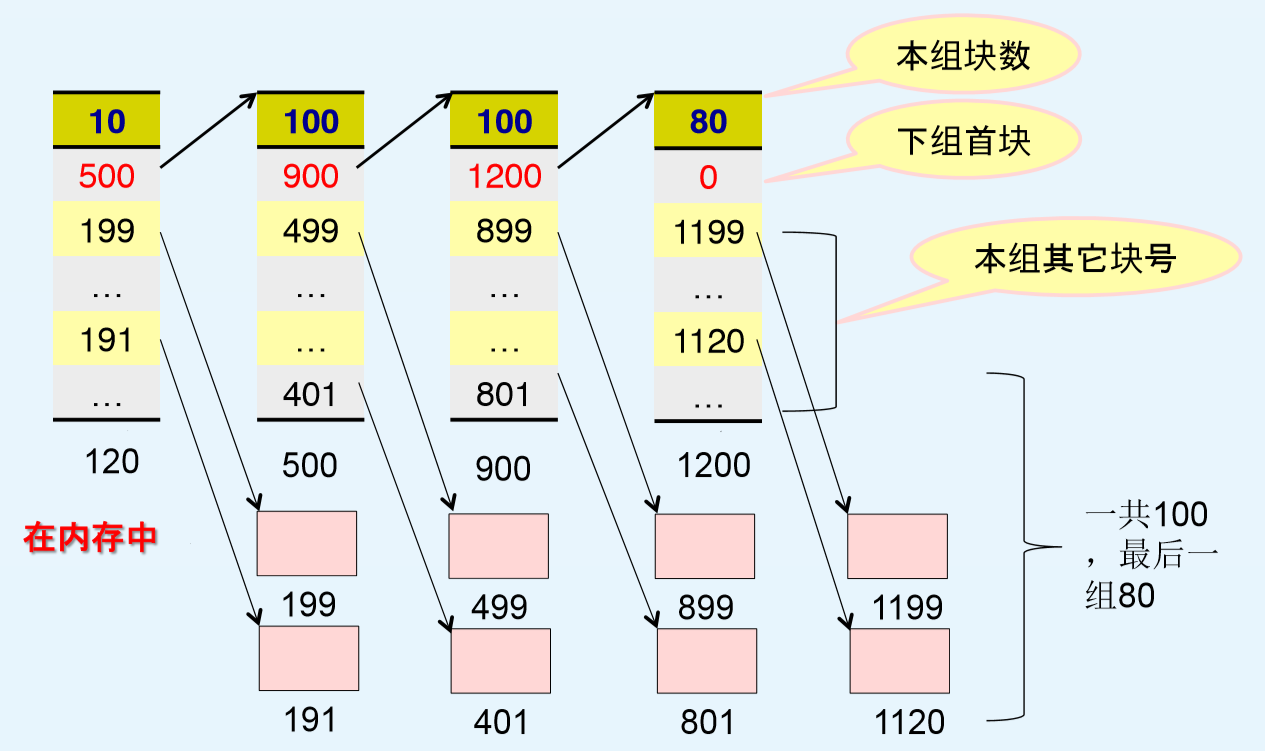 本组块数
10 100 100 80
下组首块
500 900 1200 0
199 499 899 1199
本组其它块号
… … … …
191 … … 1120
… 401 801 …
120 500 900 1200
在内存中
一共100
，最后一
组80
199 499 899 1199
191 401 801 1120